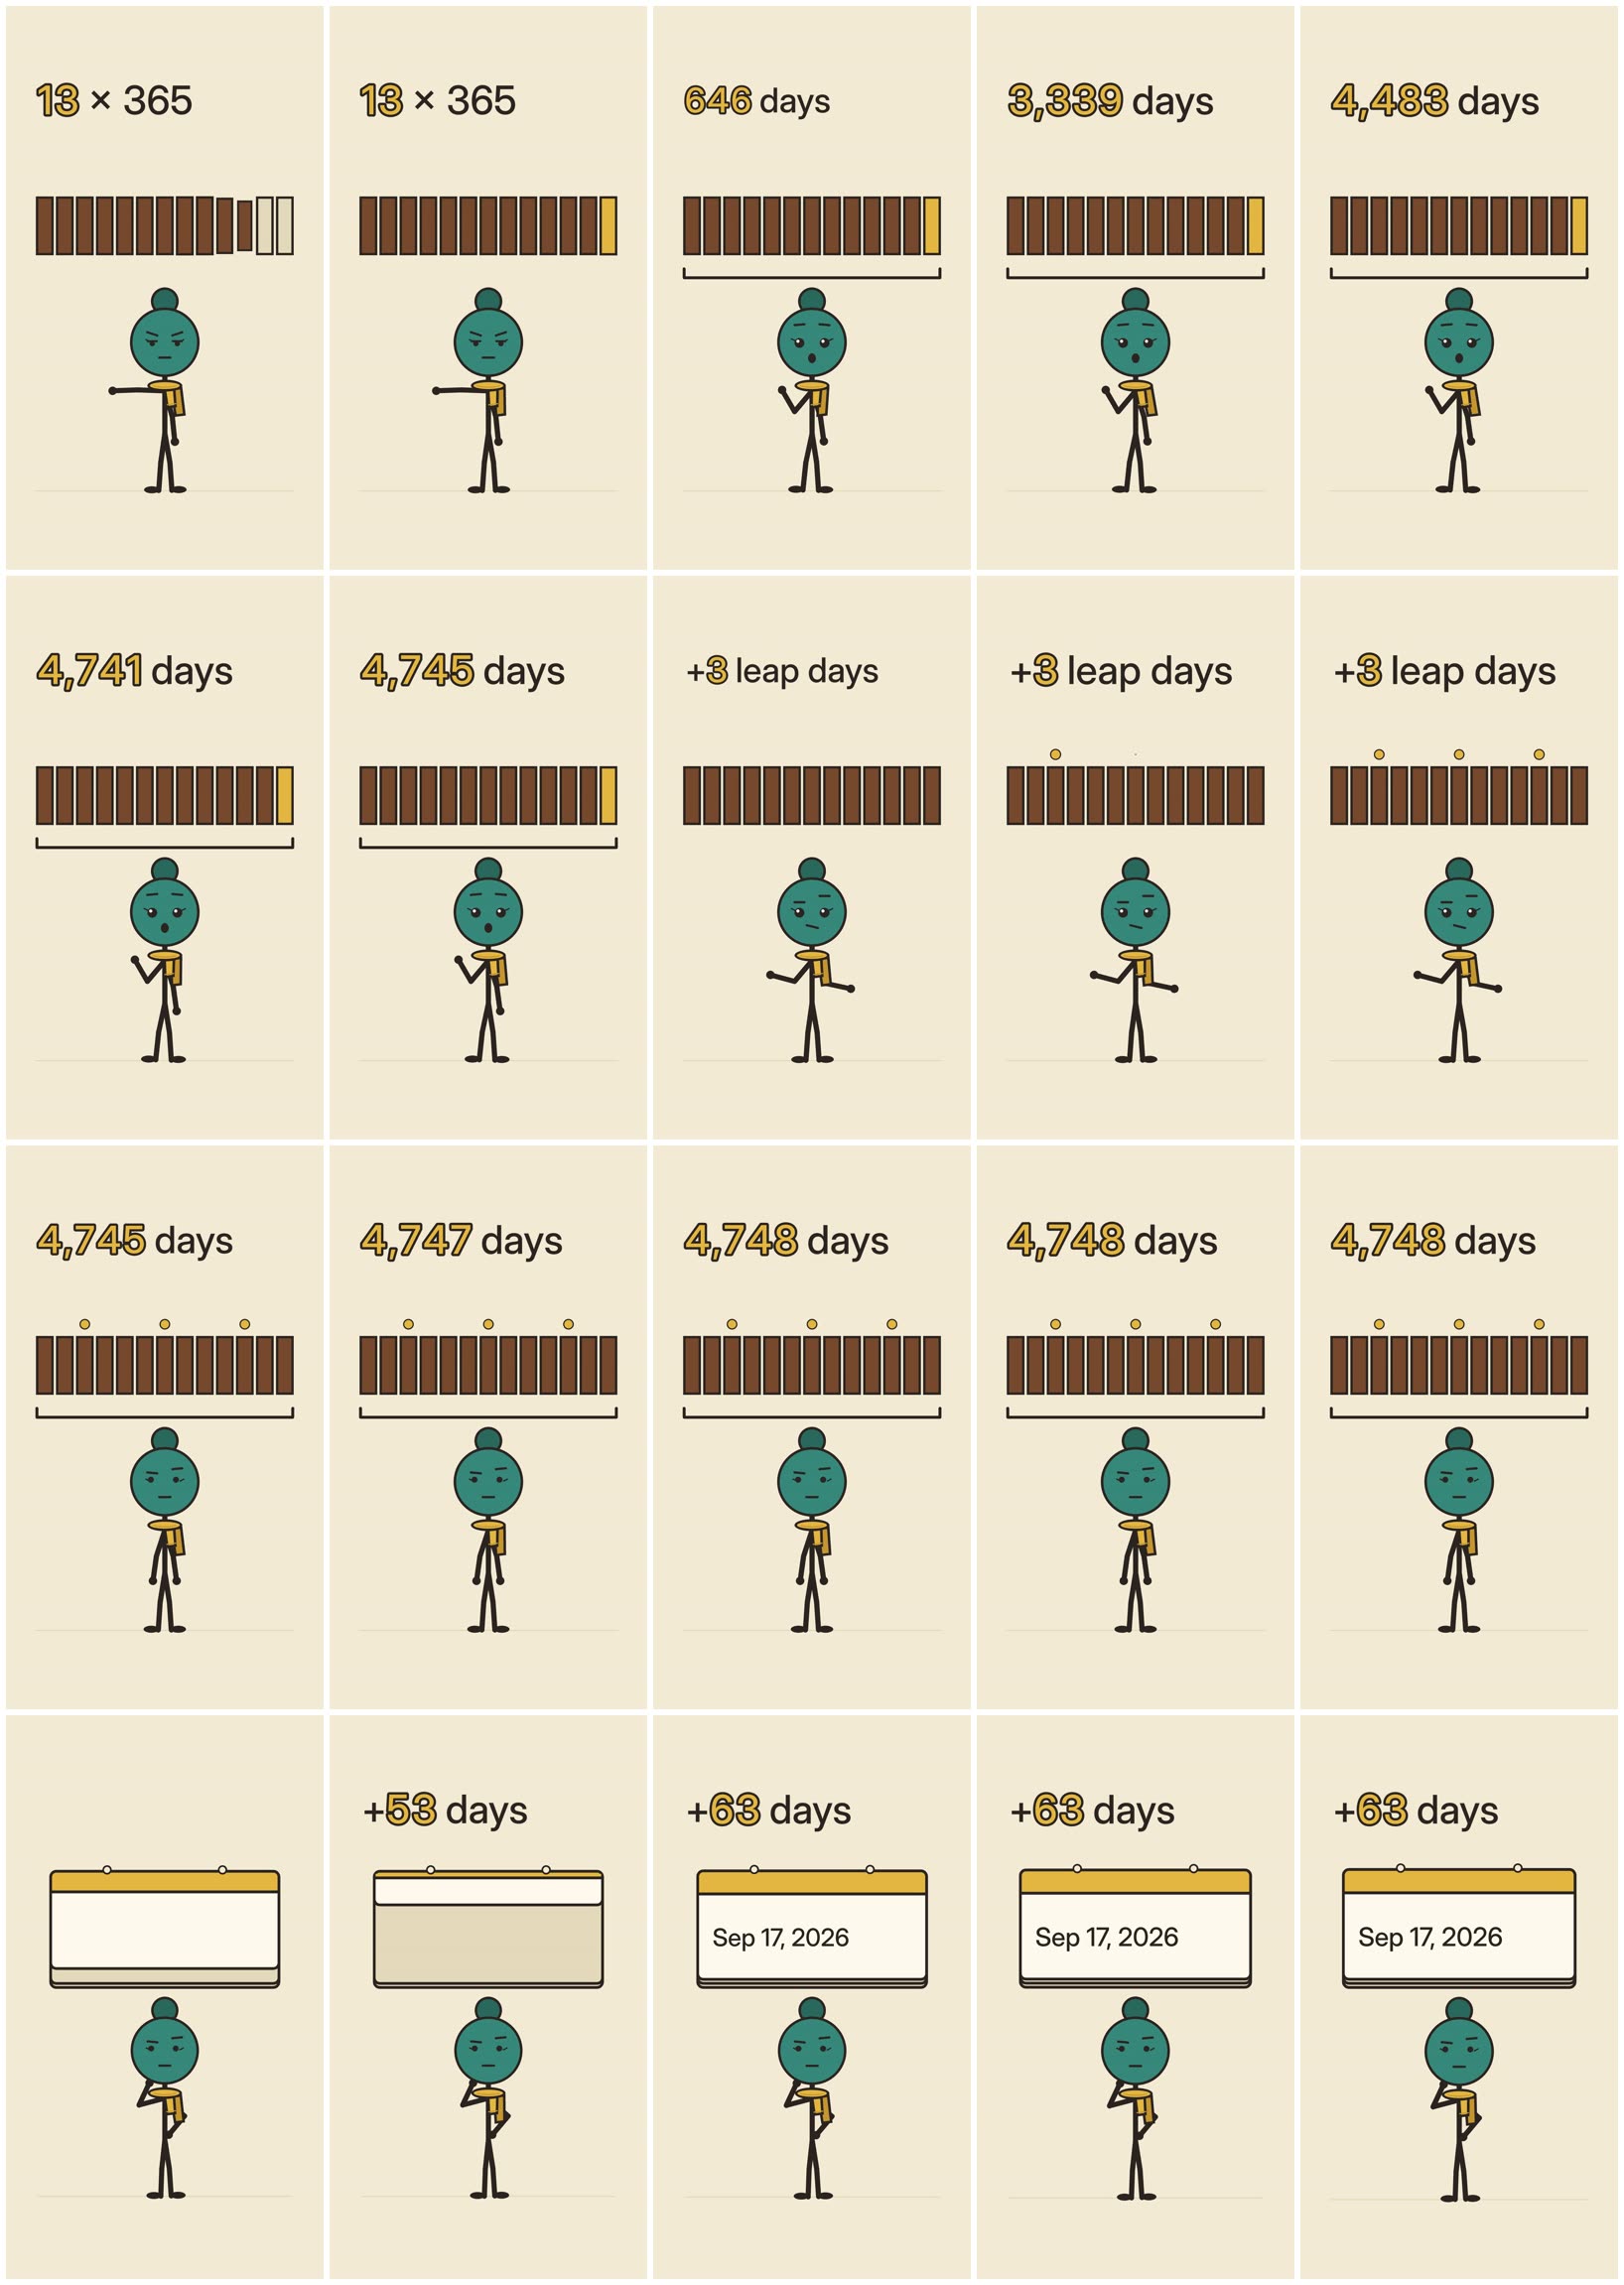 13 × 365
13 × 365
646 days
3,339 days
4,483 days
4,741 days
4,745 days
+3 leap days
+3 leap days
+3 leap days
4,745 days
4,747 days
4,748 days
4,748 days
4,748 days
+53 days
+63 days
+63 days
+63 days
Sep 17, 2026
Sep 17, 2026
Sep 17, 2026